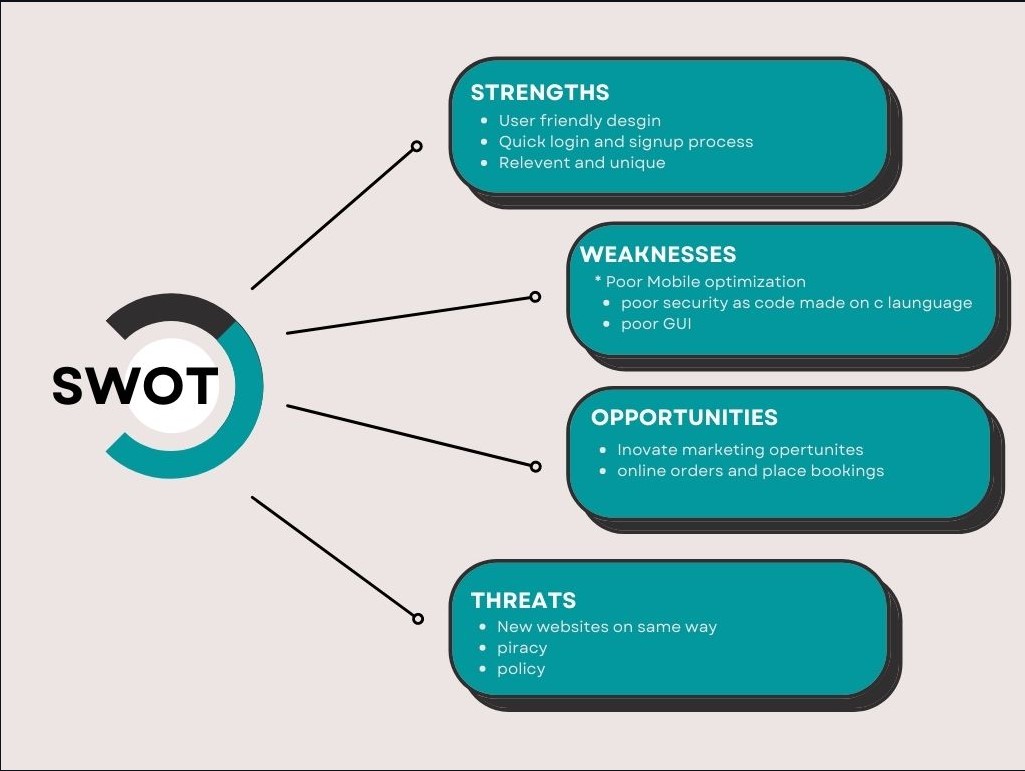 SWOT
STRENGTHS
• User friendly desgin
• Quick login and signup process
• Relevent and unique
WEAKNESSES
* Poor Mobile optimization
• poor security as code made on c launguage
• poor GUI
OPPORTUNITIES
• Inovate marketing opertunites
• online orders and place bookings
THREATS
• New websites on same way
• piracy
• policy